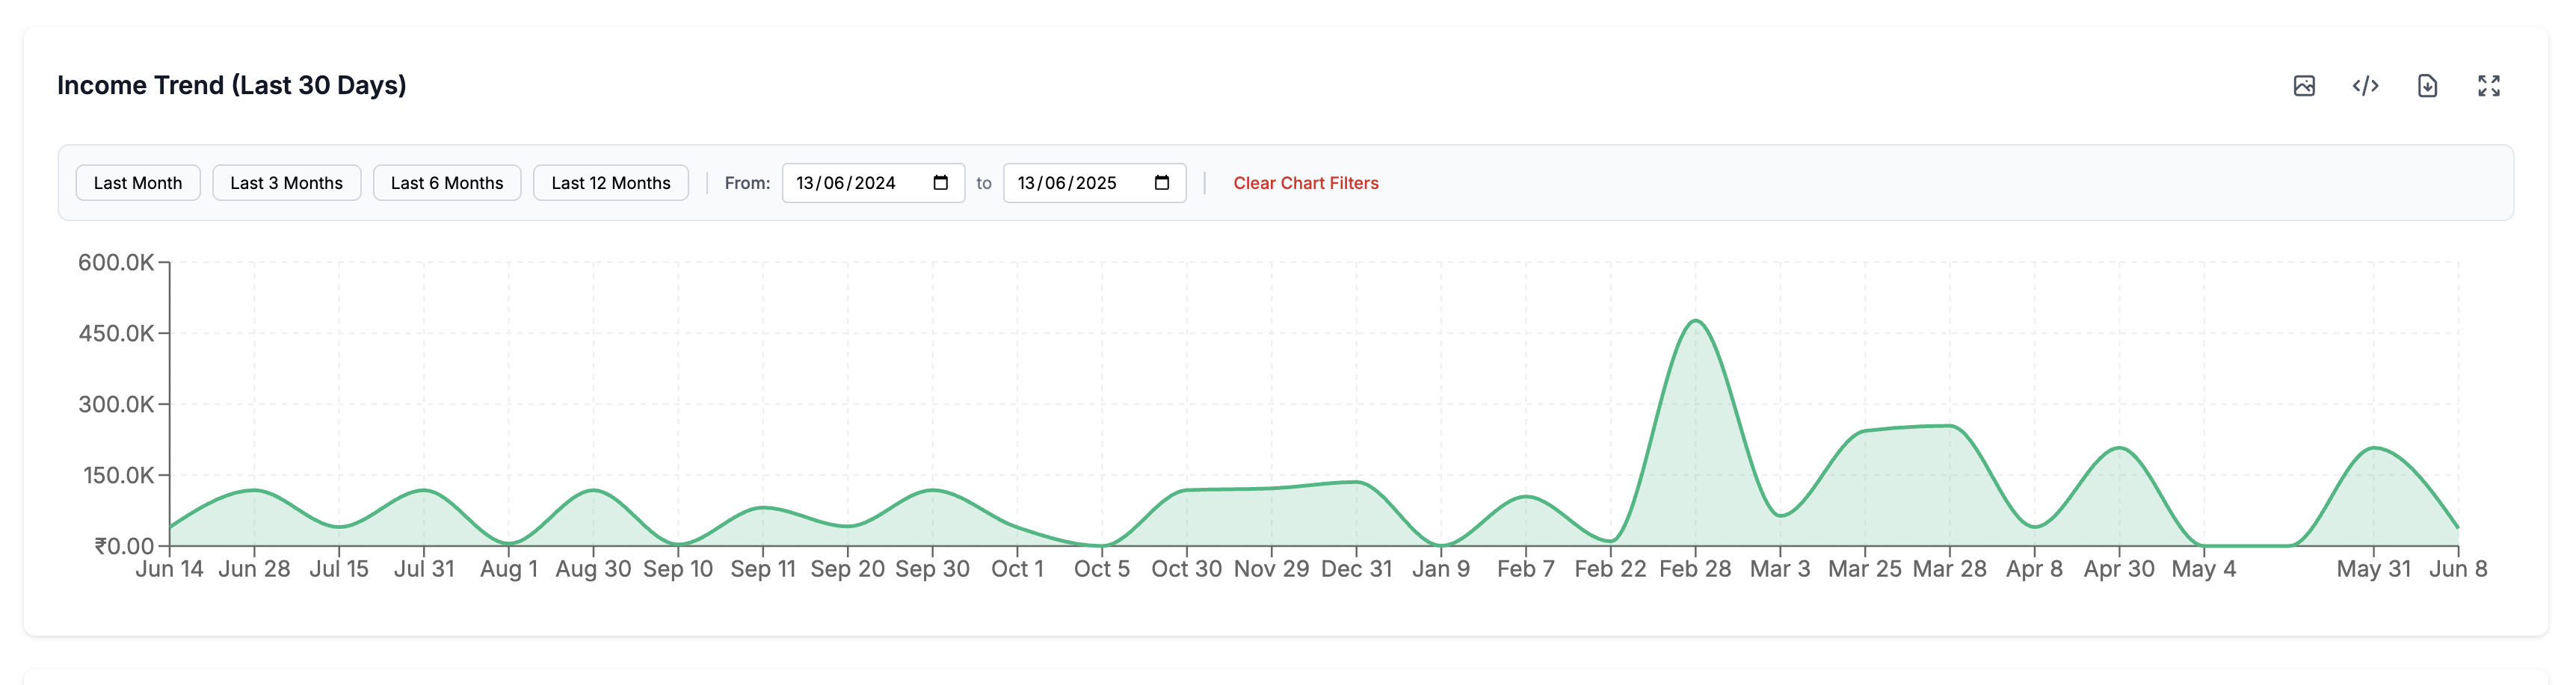 Income Trend (Last 30 Days)
Last Month Last 3 Months Last 6 Months Last 12 Months From: 13/06/2024 to 13/06/2025 Clear Chart Filters
600.0K
450.0K
300.0K
150.0K
₹0.00
Jun 14 Jun 28 Jul 15 Jul 31 Aug 1 Aug 30 Sep 10 Sep 11 Sep 20 Sep 30 Oct 1 Oct 5 Oct 30 Nov 29 Dec 31 Jan 9 Feb 7 Feb 22 Feb 28 Mar 3 Mar 25 Mar 28 Apr 8 Apr 30 May 4 May 31 Jun 8